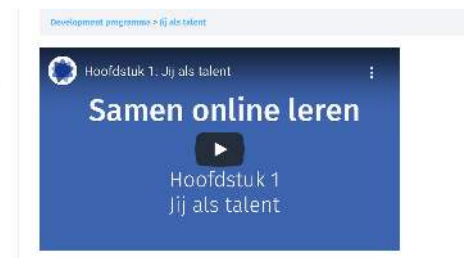 Development programme > Jij als talent
Hoofdstuk 1: Jij als talent
Samen online leren
Hoofdstuk 1
Jij als talent